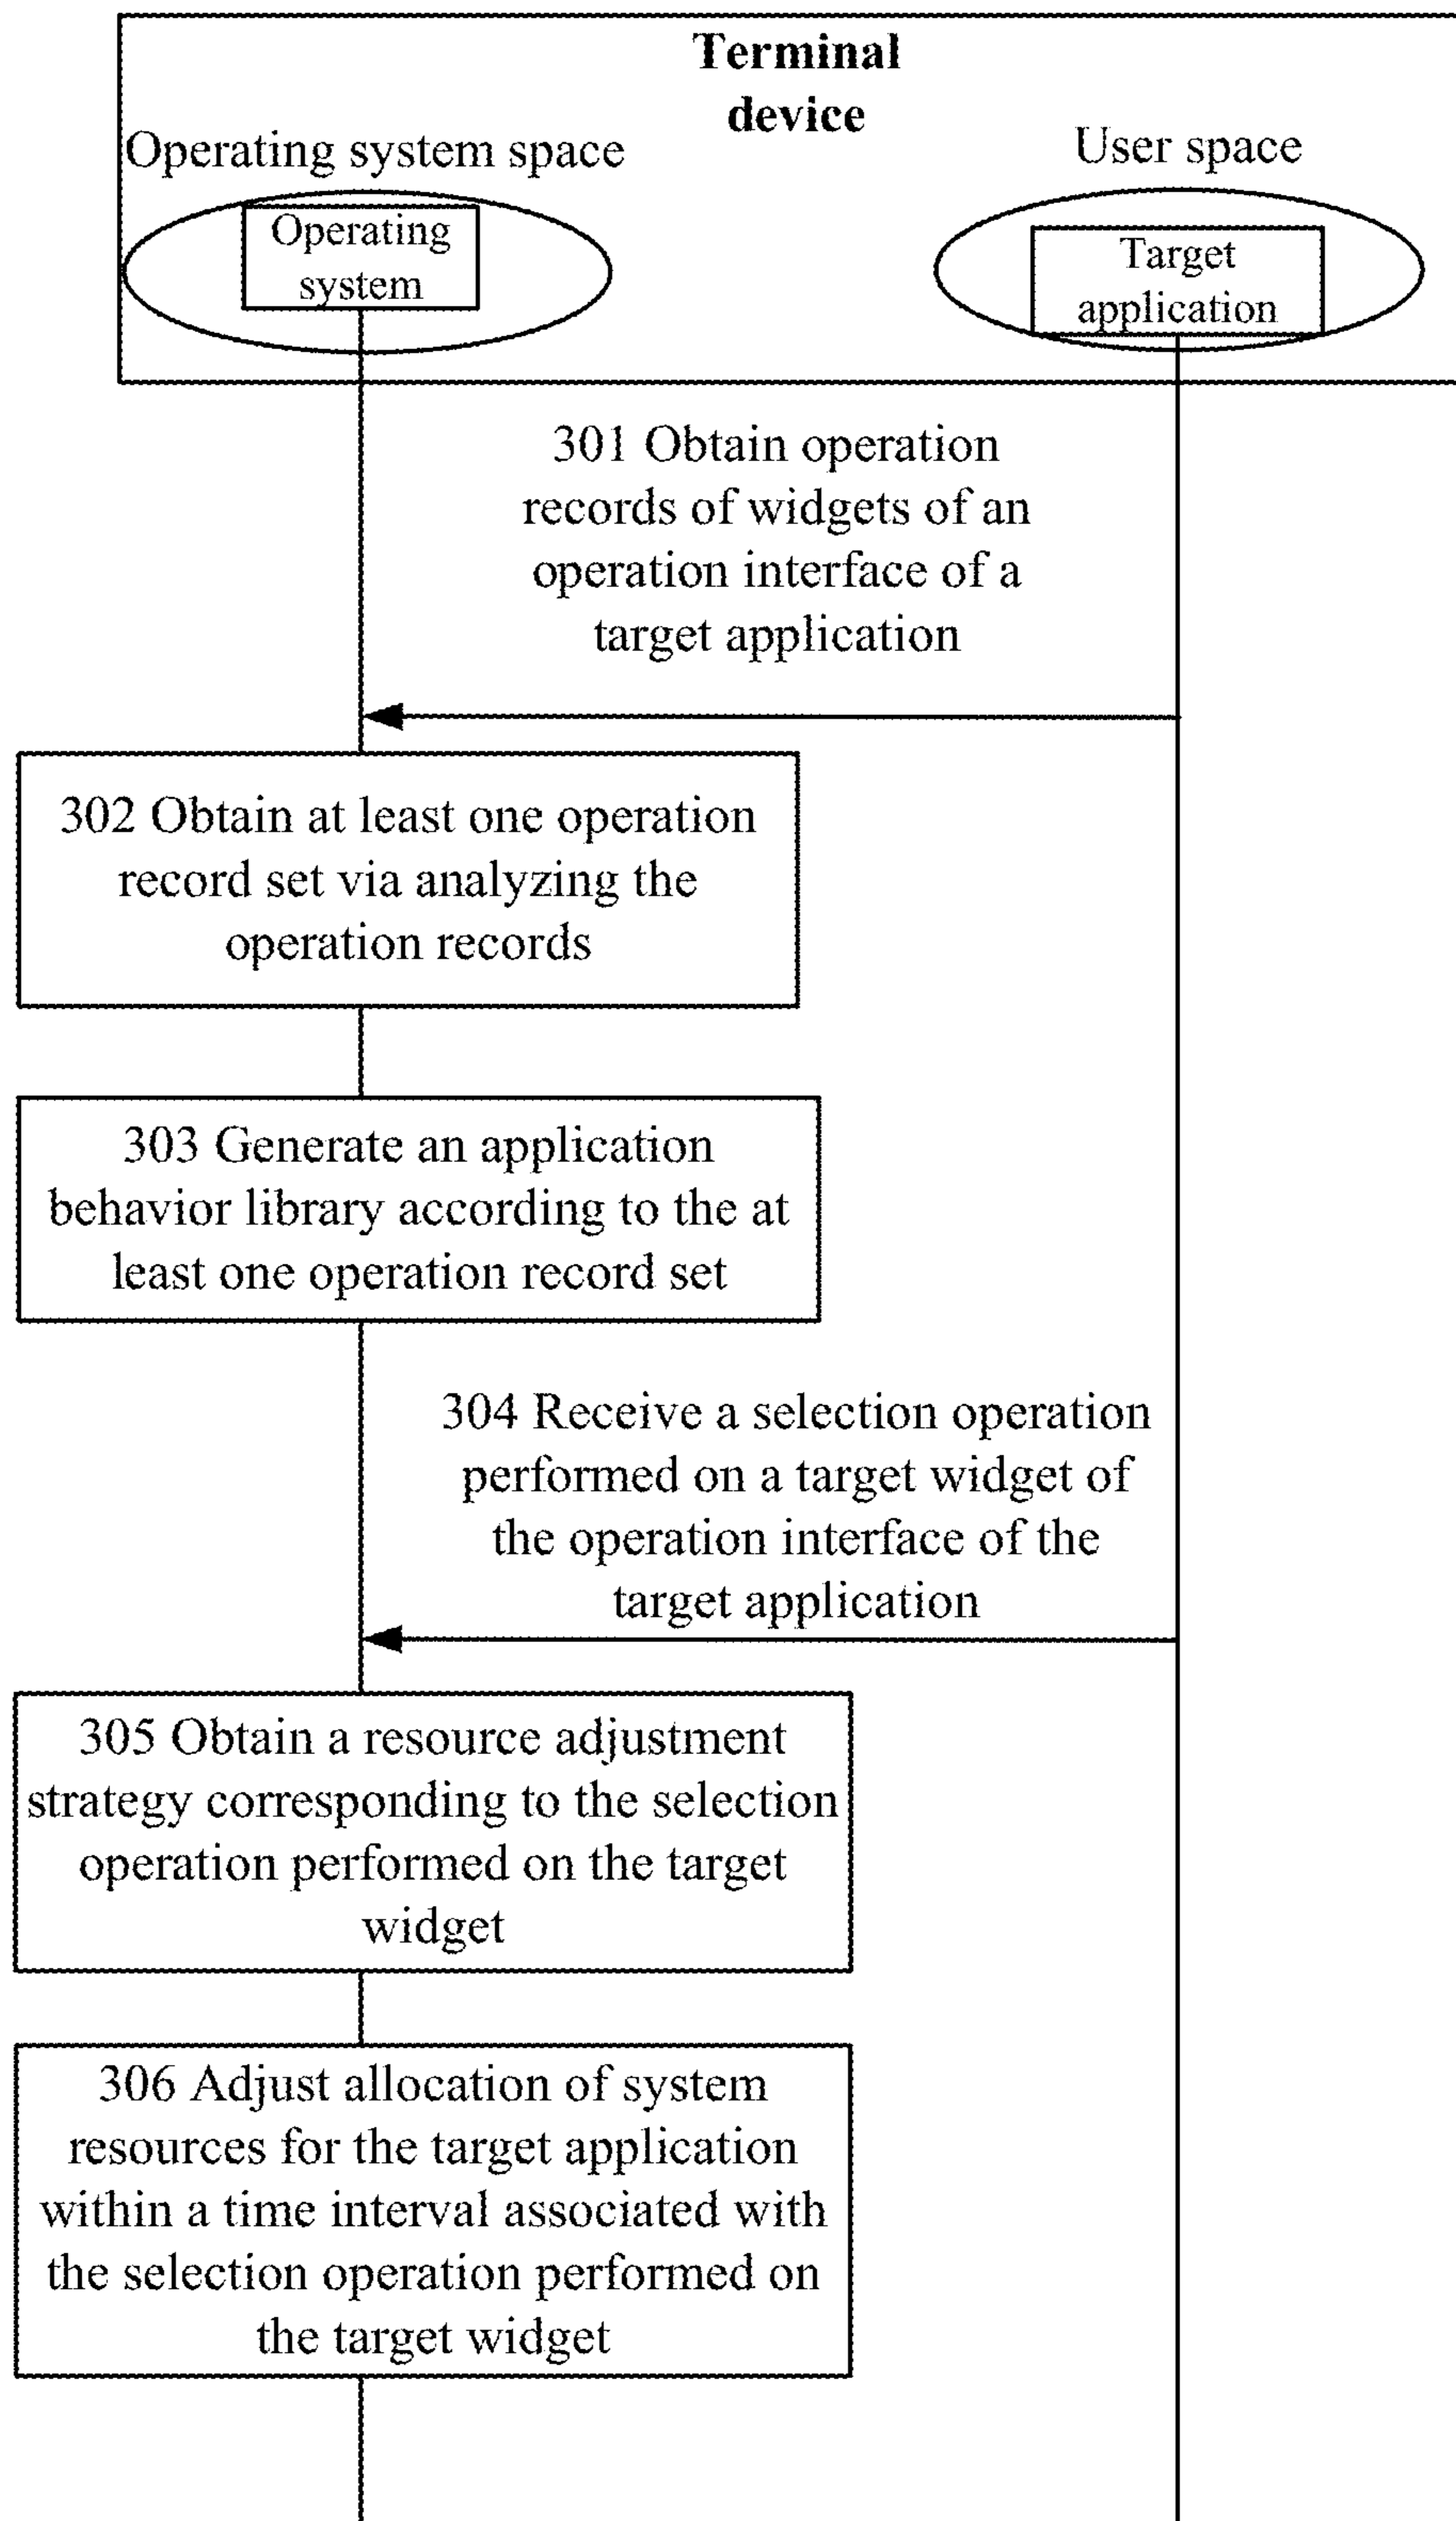 Terminal
device
Operating system space
User space
Operating
system
Target
application
301 Obtain operation
records of widgets of an
operation interface of a
target application
302 Obtain at least one operation
record set via analyzing the
operation records
303 Generate an application
behavior library according to the at
least one operation record set
304 Receive a selection operation
performed on a target widget of
the operation interface of the
target application
305 Obtain a resource adjustment
strategy corresponding to the selection
operation performed on the target
widget
306 Adjust allocation of system
resources for the target application
within a time interval associated with
the selection operation performed on
the target widget